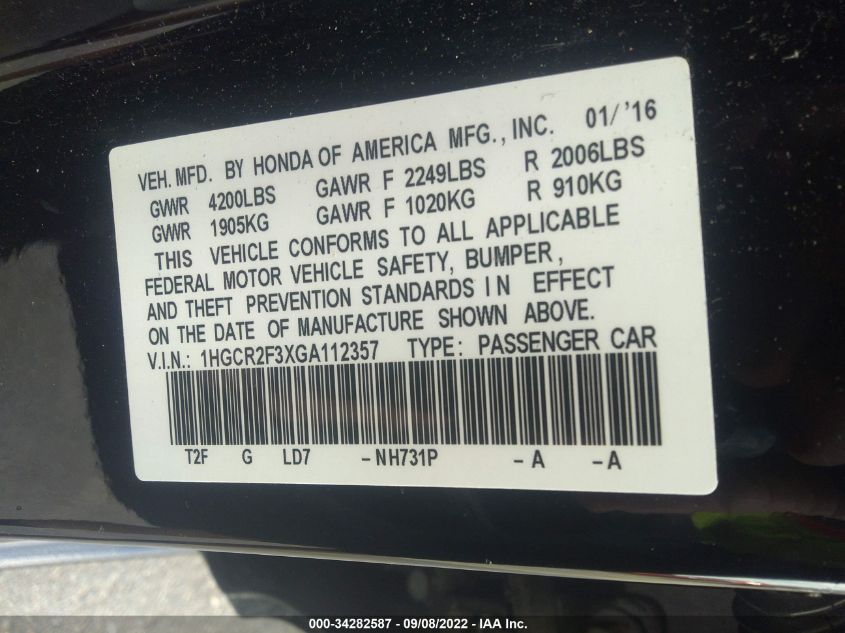 VEH. MFD. BY HONDA OF AMERICA MFG., INC. 01/ '16
GVWR 4200LBS GAWR F 2249LBS R 2006LBS
GVWR 1905KG GAWR F 1020KG R 910KG
THIS VEHICLE CONFORMS TO ALL APPLICABLE
FEDERAL MOTOR VEHICLE SAFETY, BUMPER,
AND THEFT PREVENTION STANDARDS IN EFFECT
ON THE DATE OF MANUFACTURE SHOWN ABOVE.
V.I.N.: 1HGCR2F3XGA112357 TYPE: PASSENGER CAR
T2F G LD7 -NH731P -A -A
000-34282587 - 09/08/2022 - IAA Inc.